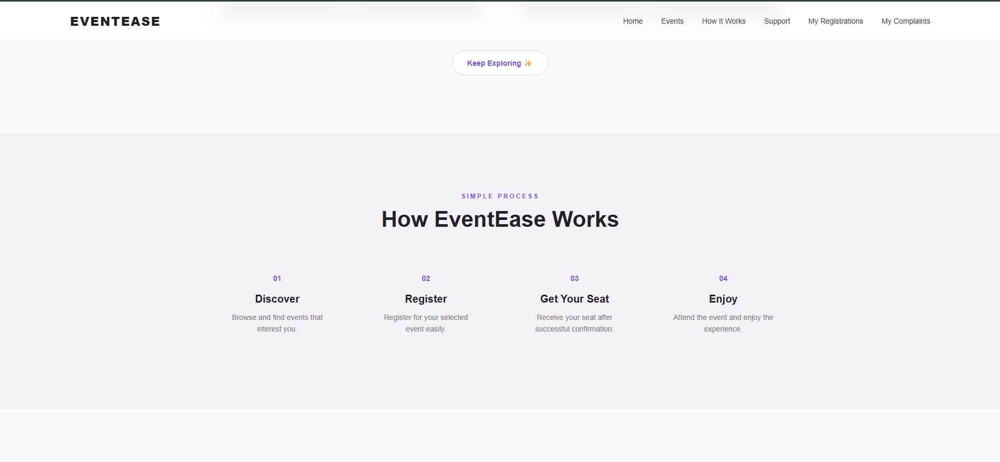 EVENTEASE
Home Events How It Works Support My Registrations My Complaints
Keep Exploring ✨
SIMPLE PROCESS
How EventEase Works
01
Discover
Browse and find events that
interest you.
02
Register
Register for your selected
event easily.
03
Get Your Seat
Receive your seat after
successful confirmation.
04
Enjoy
Attend the event and enjoy the
experience.